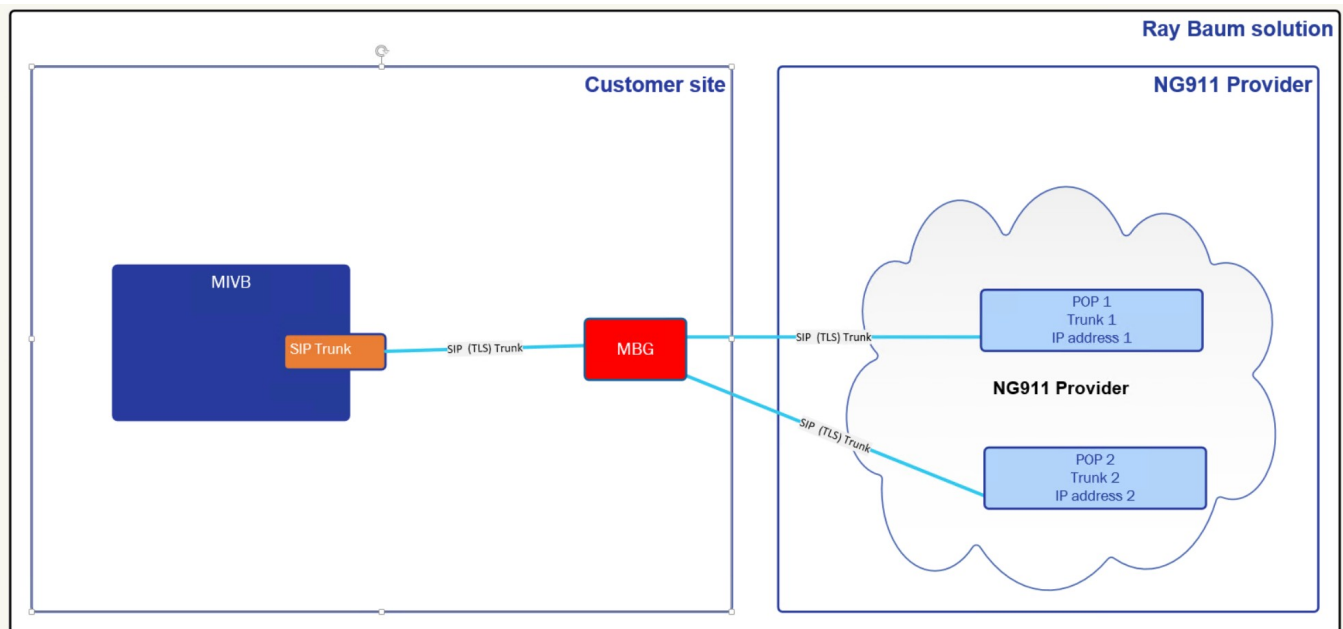 Ray Baum solution
Customer site
NG911 Provider
MIVB
SIP Trunk
SIP (TLS) Trunk
MBG
SIP (TLS) Trunk
SIP (TLS) Trunk
POP 1
Trunk 1
IP address 1
NG911 Provider
POP 2
Trunk 2
IP address 2